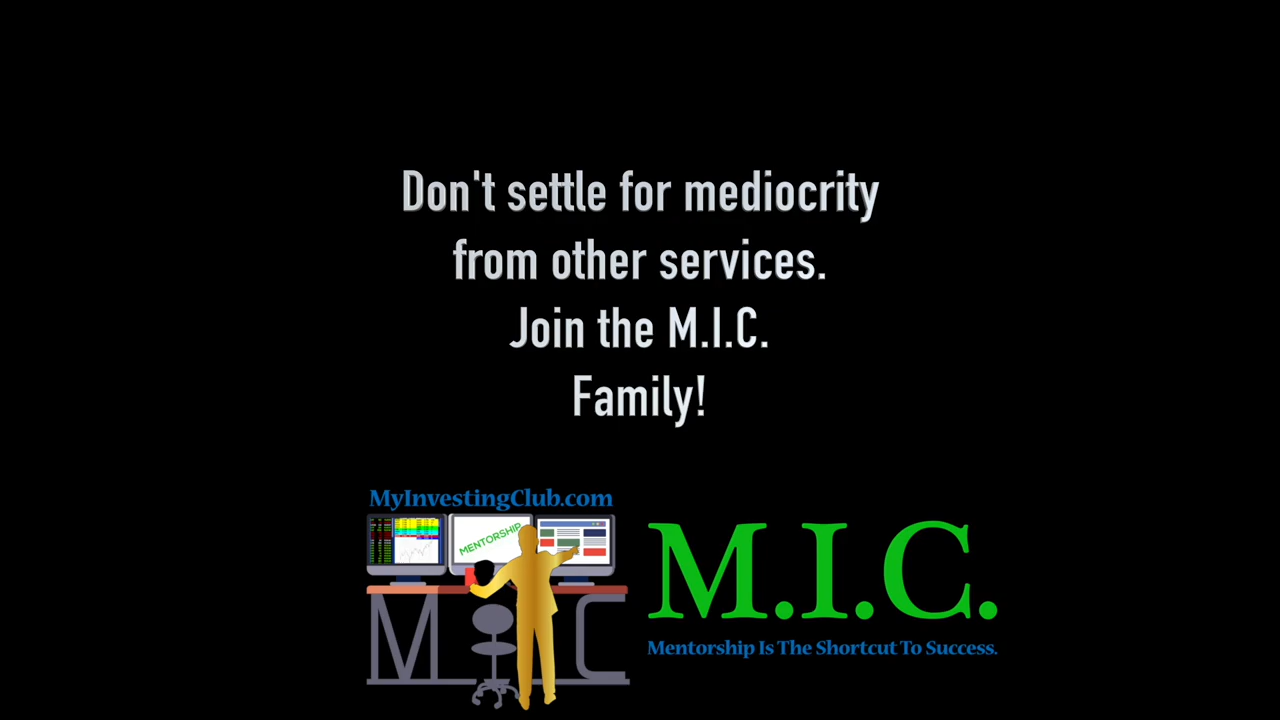 Don't settle for mediocrity
from other services.
Join the M.I.C.
Family!
MyInvestingClub.com
MENTORSHIP
M.I.C.
MIC
Mentorship Is The Shortcut To Success.